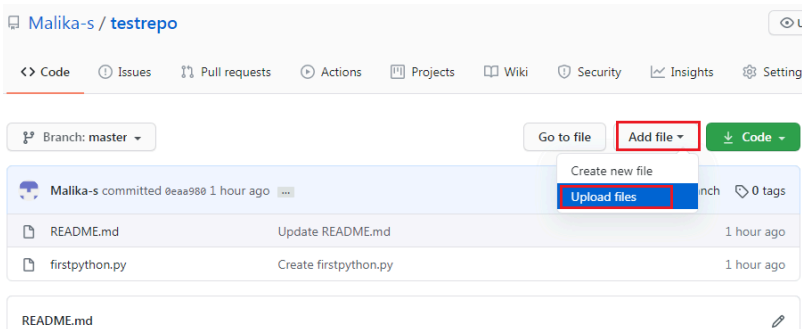 Malika-s / testrepo
<> Code Issues Pull requests Actions Projects Wiki Security Insights Setting
Branch: master Go to file Add file Code
Create new file
Malika-s committed 0eaa980 1 hour ago ... nch 0 tags
Upload files
README.md Update README.md 1 hour ago
firstpython.py Create firstpython.py 1 hour ago
README.md